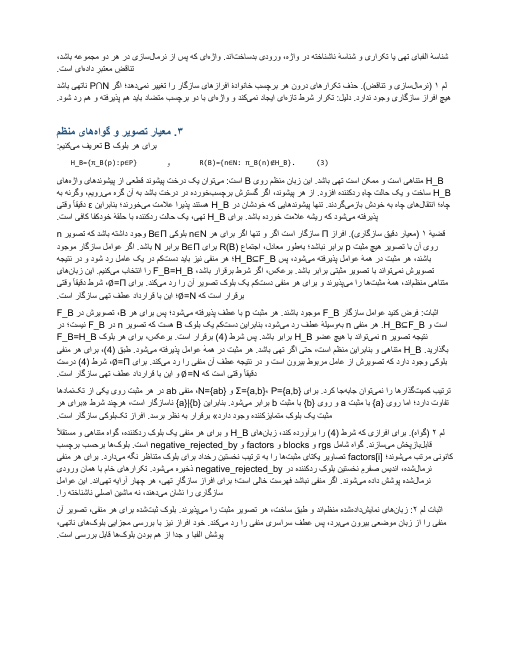 شناسهٔ الفبای تهی یا تکراری و شناسهٔ ناشناخته در واژه، ورودی بدساخت‌اند. واژه‌ای که پس از نرمال‌سازی در هر دو مجموعه باشد،
تناقض معتبر داده‌ای است.
لم ۱ (نرمال‌سازی و تناقض). حذف تکرارهای درون هر برچسب خانوادهٔ افرازهای سازگار را تغییر نمی‌دهد؛ اگر P∩N ناتهی باشد
هیچ افراز سازگاری وجود ندارد. دلیل: تکرار شرط تازه‌ای ایجاد نمی‌کند و واژه‌ای با دو برچسب متضاد باید هم پذیرفته و هم رد شود.
۳. معیار تصویر و گواه‌های منظم
برای هر بلوک B تعریف می‌کنیم:
H_B={π_B(p):p∈P} و R(B)={n∈N: π_B(n)∉H_B}. (3)
H_B متناهی است و ممکن است تهی باشد. این زبان منظم روی B است: می‌توان یک درخت پیشوند قطعی از پیشوندهای واژه‌های
H_B ساخت و یک حالت چاه ردکننده افزود. از هر پیشوند، اگر گسترش برچسب‌خورده در درخت باشد به آن گره می‌رویم، وگرنه به
چاه؛ انتقال‌های چاه به خودش بازمی‌گردند. تنها پیشوندهایی که خودشان در H_B هستند پذیرا علامت می‌خورند؛ بنابراین ε دقیقاً وقتی
پذیرفته می‌شود که ریشه علامت خورده باشد. برای H_B تهی، یک حالت ردکننده با حلقهٔ خودقفا کافی است.
قضیهٔ ۱ (معیار دقیق سازگاری). افراز Π سازگار است اگر و تنها اگر برای هر n∈N بلوکی B∈Π وجود داشته باشد که تصویر n
روی آن با تصویر هیچ مثبت p برابر نباشد؛ به‌طور معادل، اجتماع R(B) برای B∈Π برابر N باشد. اگر عوامل سازگار موجود
باشند، هر مثبت در همهٔ عوامل پذیرفته می‌شود، پس H_B⊆F_B؛ هر منفی نیز باید دست‌کم در یک عامل رد شود و در نتیجه
تصویرش نمی‌تواند با تصویر مثبتی برابر باشد. برعکس، اگر شرط برقرار باشد، F_B=H_B را انتخاب می‌کنیم. این زبان‌های
متناهی منظم‌اند، همهٔ مثبت‌ها را می‌پذیرند و برای هر منفی دست‌کم یک بلوک تصویر آن را رد می‌کند. برای Π=∅، شرط دقیقاً وقتی
برقرار است که N=∅؛ این با قرارداد عطف تهی سازگار است.
اثبات: فرض کنید عوامل سازگار F_B موجود باشند. هر مثبت p با عطف پذیرفته می‌شود؛ پس برای هر B، تصویرش در F_B
است و H_B⊆F_B. هر منفی n به‌وسیلهٔ عطف رد می‌شود، بنابراین دست‌کم یک بلوک B هست که تصویر n در F_B نیست؛ در
نتیجه تصویر n نمی‌تواند با هیچ عضو H_B برابر باشد. پس شرط (4) برقرار است. برعکس، برای هر بلوک F_B=H_B
بگذارید. H_B متناهی و بنابراین منظم است، حتی اگر تهی باشد. هر مثبت در همهٔ عوامل پذیرفته می‌شود. طبق (4)، برای هر منفی
بلوکی وجود دارد که تصویرش از عامل مربوط بیرون است و در نتیجه عطف آن را رد می‌کند. برای Π=∅، شرط (4) درست
دقیقاً وقتی است که N=∅ و این با قرارداد عطف تهی سازگار است.
ترتیب کمیت‌گذارها را نمی‌توان جابه‌جا کرد. برای Σ={a,b}، P={a,b} و N={ab}، منفی ab در هر مثبت روی یکی از تک‌نمادها
تفاوت دارد؛ اما روی {a} با مثبت a و روی {b} با مثبت b برابر می‌شود. بنابراین {a}|{b} ناسازگار است، هرچند شرط «برای هر
مثبت یک بلوک متمایزکننده وجود دارد» برقرار به نظر برسد. افراز تک‌بلوکی سازگار است.
لم ۲ (گواه). برای افرازی که شرط (4) را برآورده کند، زبان‌های H_B و برای هر منفی یک بلوک ردکننده، گواه متناهی و مستقلاً
قابل‌بازپخش می‌سازند. گواه شامل rgs و blocks و factors و negative_rejected_by است. بلوک‌ها برحسب برچسب
کانونی مرتب می‌شوند؛ factors[i] تصاویر یکتای مثبت‌ها را به ترتیب نخستین رخداد برای بلوک متناظر نگه می‌دارد. برای هر منفی
نرمال‌شده، اندیس صفرم نخستین بلوک ردکننده در negative_rejected_by ذخیره می‌شود. تکرارهای خام با همان ورودی
نرمال‌شده پوشش داده می‌شوند. اگر منفی نباشد فهرست خالی است؛ برای افراز سازگار تهی، هر چهار آرایه تهی‌اند. این عوامل
سازگاری را نشان می‌دهند، نه ماشین اصلی ناشناخته را.
اثبات لم ۲: زبان‌های نمایش‌داده‌شده منظم‌اند و طبق ساخت، هر تصویر مثبت را می‌پذیرند. بلوک ثبت‌شده برای هر منفی، تصویر آن
منفی را از زبان موضعی بیرون می‌برد، پس عطف سراسری منفی را رد می‌کند. خود افراز نیز با بررسی مجزایی بلوک‌های ناتهی،
پوشش الفبا و جدا از هم بودن بلوک‌ها قابل بررسی است.